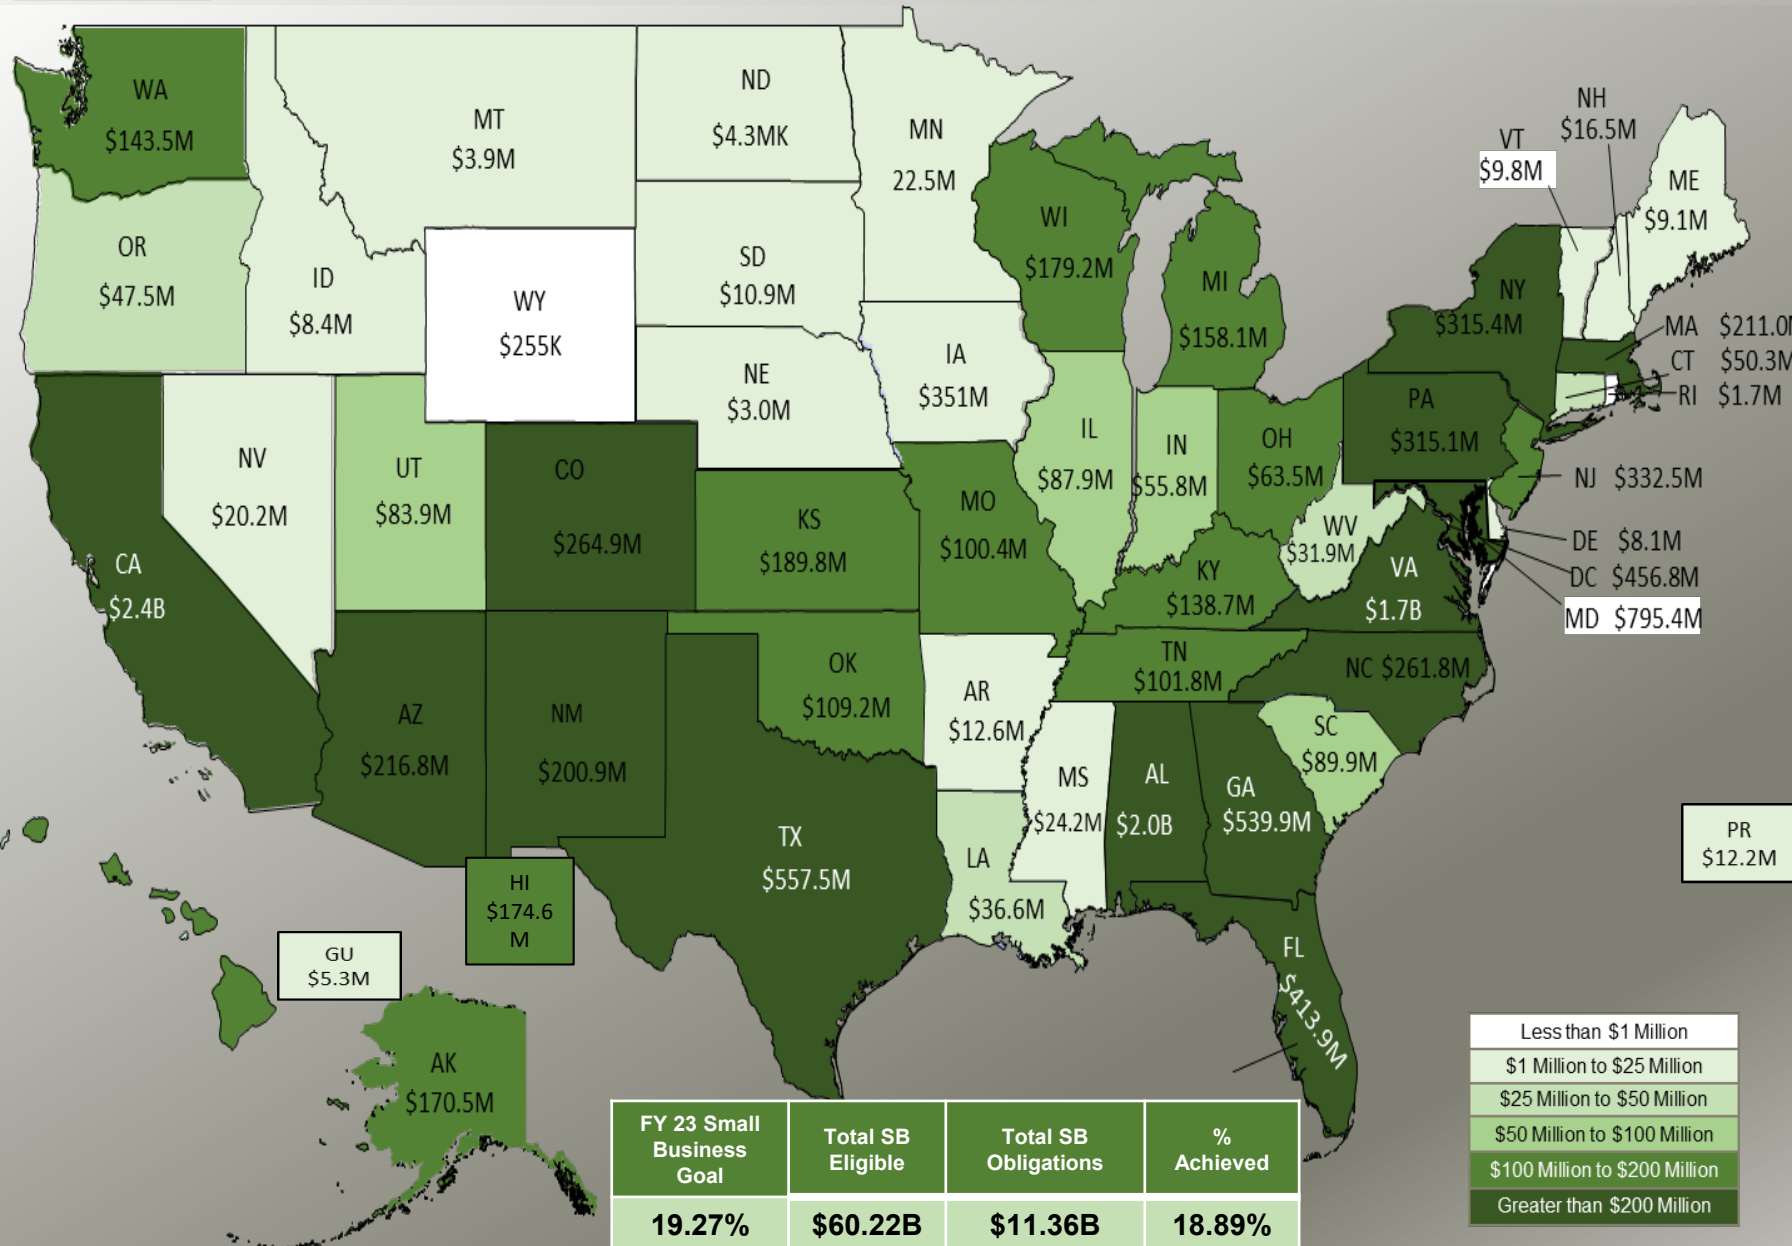 WA
$143.5M
OR
$47.5M
CA
$2.4B
NV
$20.2M
ID
$8.4M
MT
$3.9M
WY
$255K
UT
$83.9M
CO
$264.9M
AZ
$216.8M
NM
$200.9M
ND
$4.3MK
SD
$10.9M
NE
$3.0M
KS
$189.8M
OK
$109.2M
TX
$557.5M
MN
22.5M
IA
$351M
MO
$100.4M
AR
$12.6M
LA
$36.6M
WI
$179.2M
IL
$87.9M
MI
$158.1M
IN
$55.8M
OH
$63.5M
KY
$138.7M
TN
$101.8M
MS
$24.2M
AL
$2.0B
GA
$539.9M
FL
$413.9M
SC
$89.9M
NC $261.8M
VA
$1.7B
WV
$31.9M
PA
$315.1M
NY
$315.4M
VT
$9.8M
NH
$16.5M
ME
$9.1M
MA $211.0M
CT $50.3M
RI $1.7M
NJ $332.5M
DE $8.1M
DC $456.8M
MD $795.4M
PR
$12.2M
HI
$174.6
M
GU
$5.3M
AK
$170.5M
FY 23 Small
Business
Goal
Total SB
Eligible
Total SB
Obligations
%
Achieved
19.27% $60.22B $11.36B 18.89%
Less than $1 Million
$1 Million to $25 Million
$25 Million to $50 Million
$50 Million to $100 Million
$100 Million to $200 Million
Greater than $200 Million